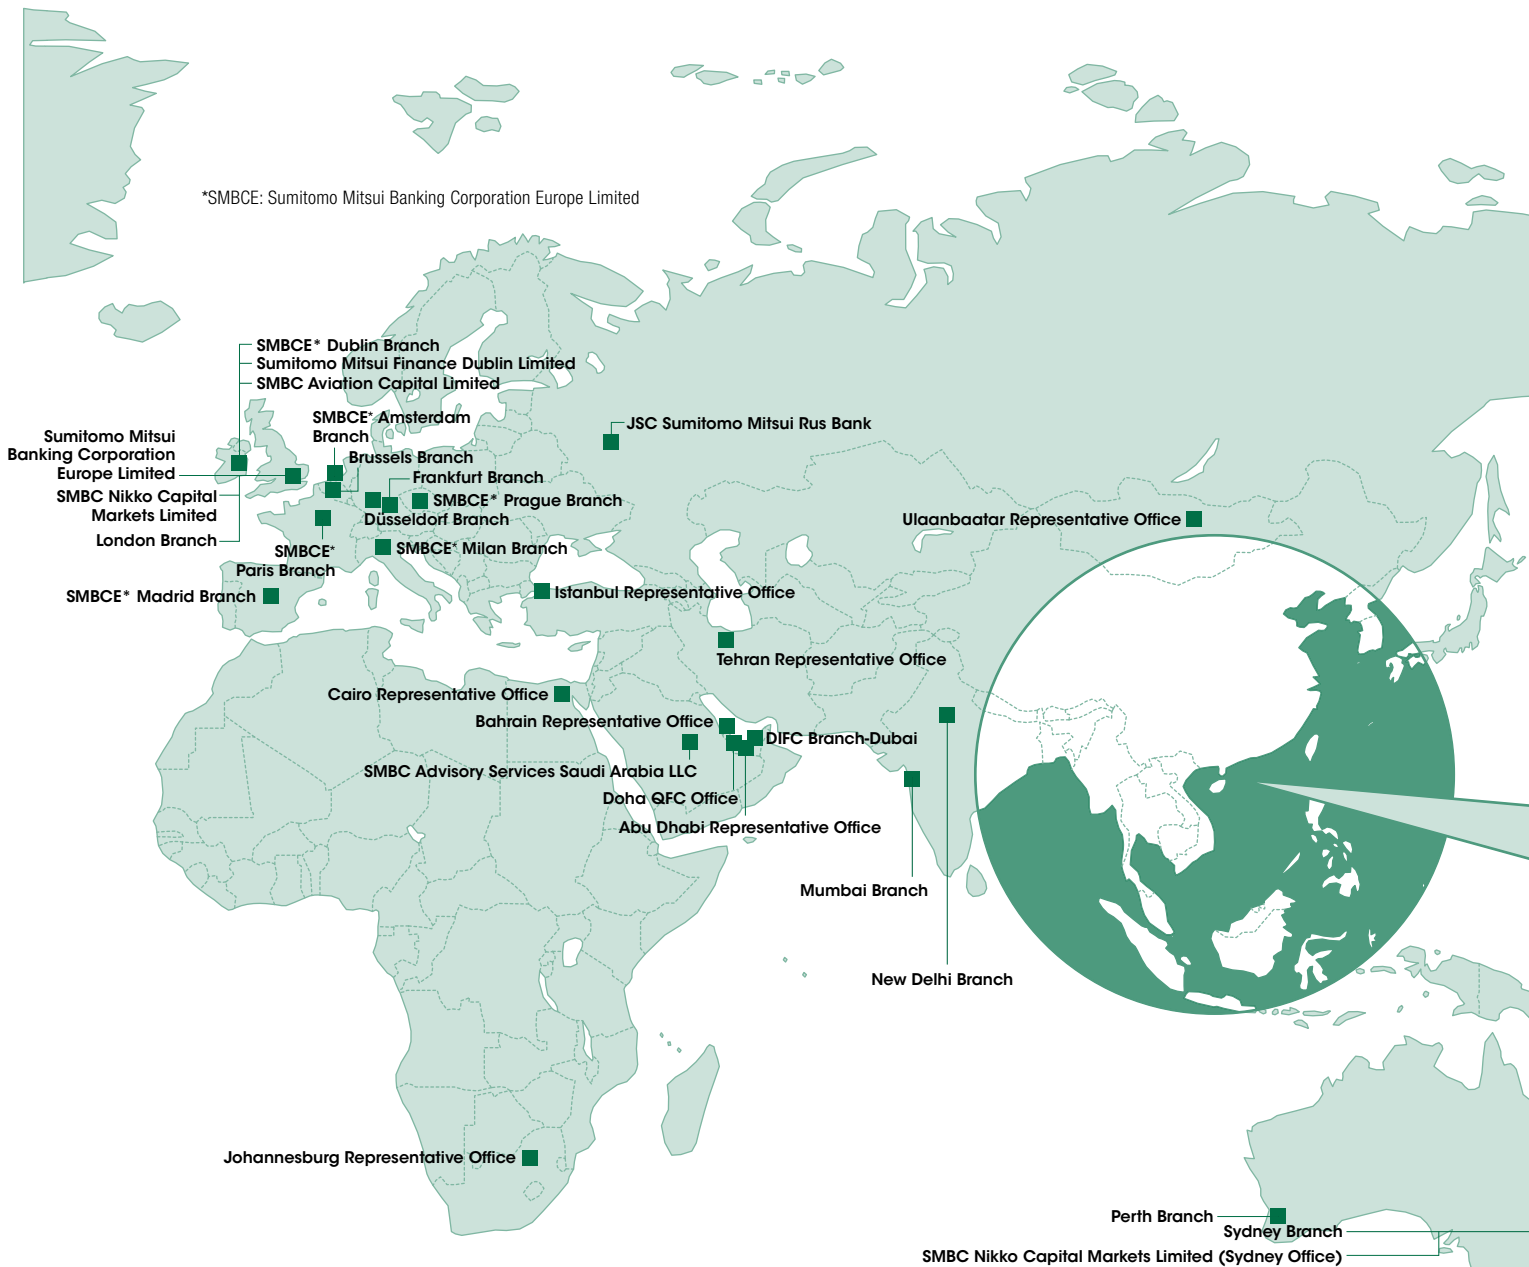 *SMBCE: Sumitomo Mitsui Banking Corporation Europe Limited
SMBCE* Dublin Branch
Sumitomo Mitsui Finance Dublin Limited
SMBC Aviation Capital Limited
SMBCE* Amsterdam
Branch
Sumitomo Mitsui
Banking Corporation
Europe Limited
SMBC Nikko Capital
Markets Limited
London Branch
Brussels Branch
Frankfurt Branch
SMBCE* Prague Branch
Düsseldorf Branch
SMBCE*
Paris Branch
SMBCE* Milan Branch
SMBCE* Madrid Branch
JSC Sumitomo Mitsui Rus Bank
Ulaanbaatar Representative Office
Istanbul Representative Office
Tehran Representative Office
Cairo Representative Office
Bahrain Representative Office
DIFC Branch-Dubai
SMBC Advisory Services Saudi Arabia LLC
Doha QFC Office
Abu Dhabi Representative Office
Mumbai Branch
New Delhi Branch
Johannesburg Representative Office
Perth Branch
Sydney Branch
SMBC Nikko Capital Markets Limited (Sydney Office)